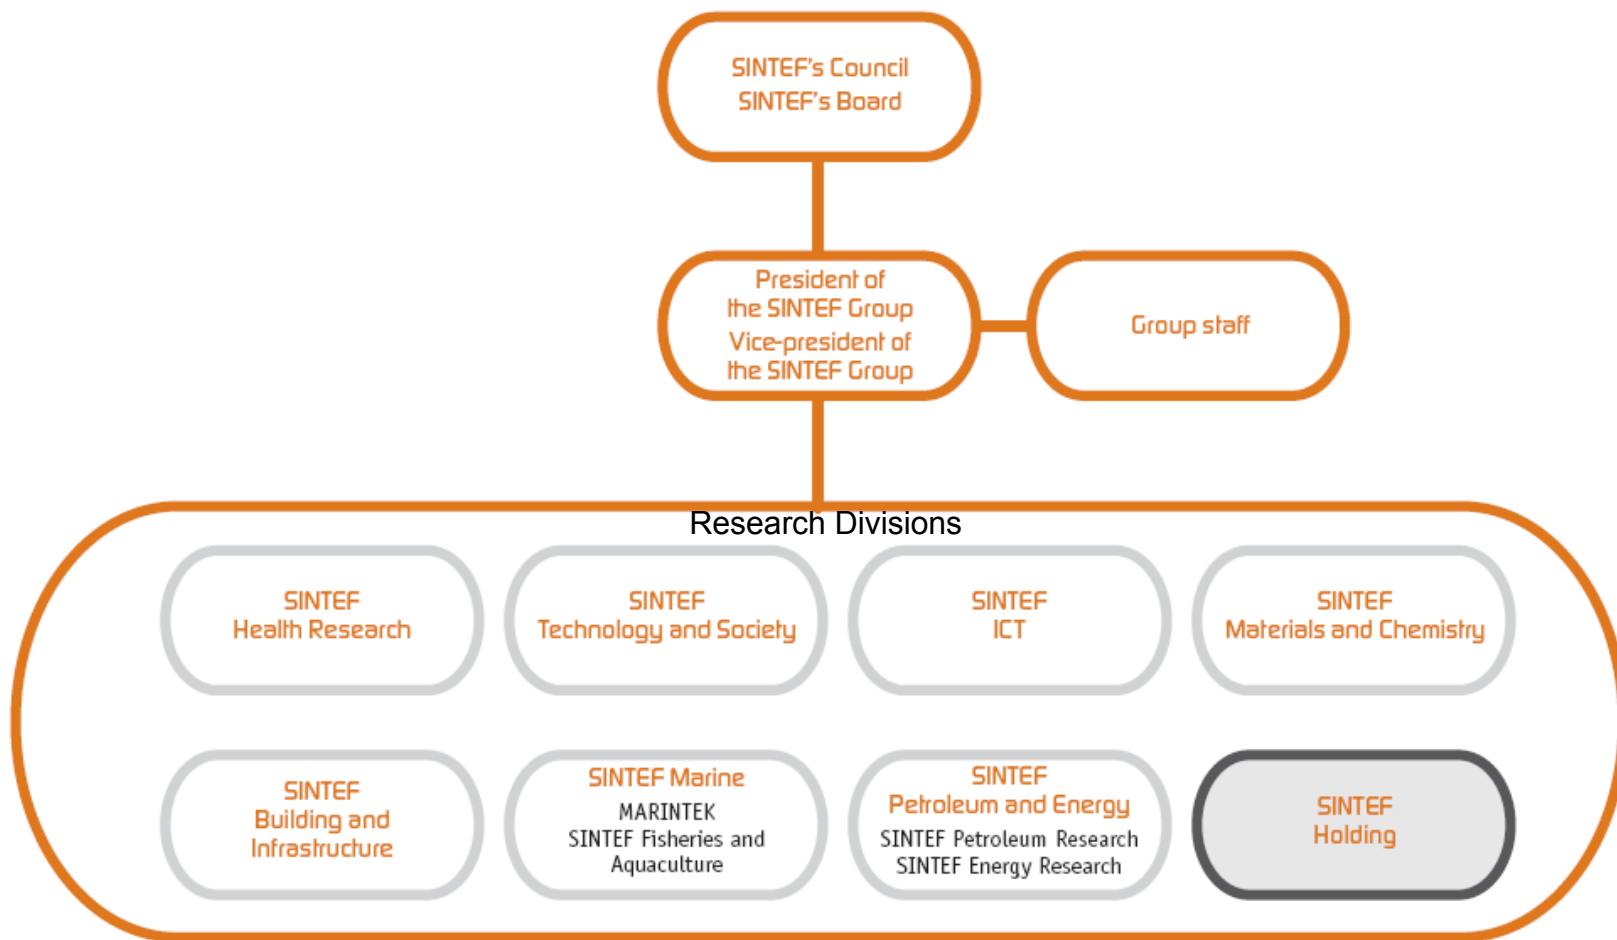 SINTEF's Council
SINTEF's Board
President of
the SINTEF Group
Vice-president of
the SINTEF Group
Group staff
Research Divisions
SINTEF
Health Research
SINTEF
Technology and Society
SINTEF
ICT
SINTEF
Materials and Chemistry
SINTEF
Building and
Infrastructure
SINTEF Marine
MARINTEK
SINTEF Fisheries and
Aquaculture
SINTEF
Petroleum and Energy
SINTEF Petroleum Research
SINTEF Energy Research
SINTEF
Holding